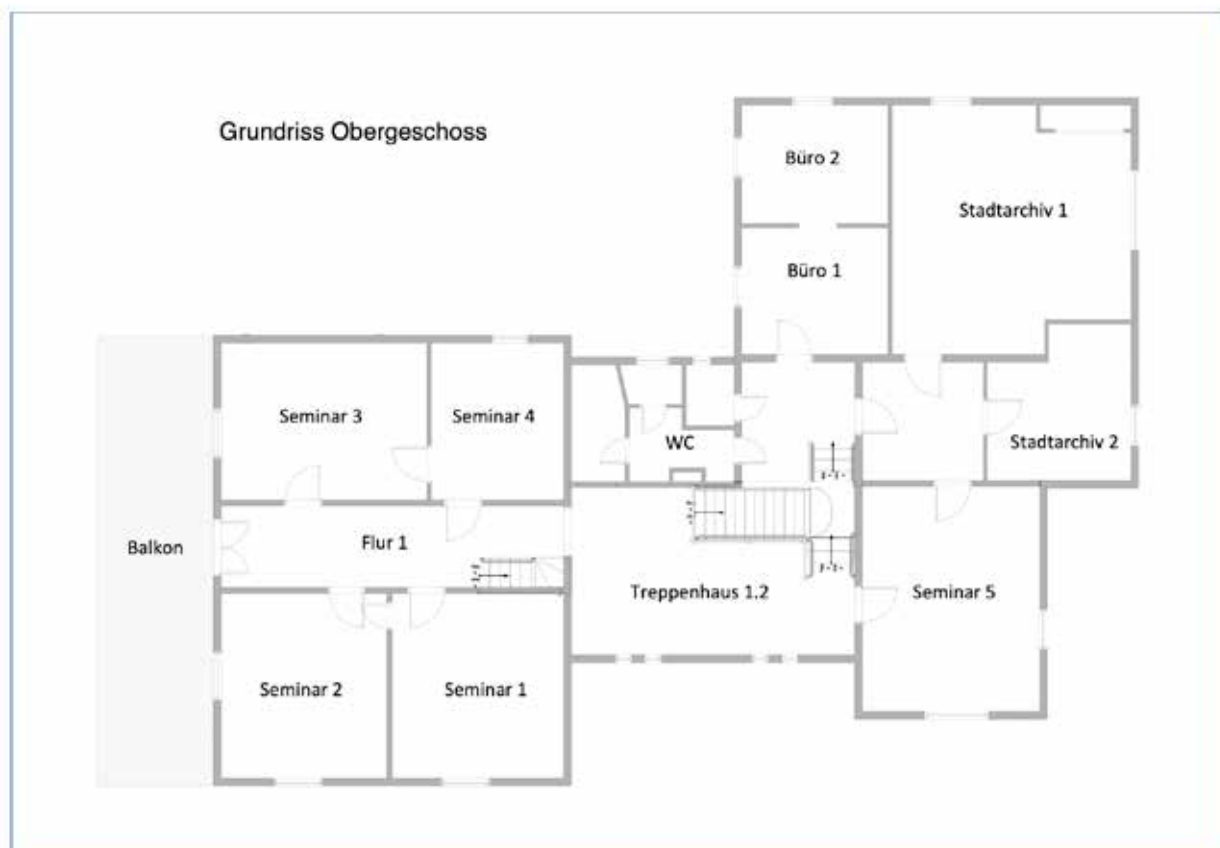 Grundriss Obergeschoss
Büro 2
Stadtarchiv 1
Büro 1
Seminar 3
Seminar 4
WC
Stadtarchiv 2
Balkon
Flur 1
Treppenhaus 1.2
Seminar 5
Seminar 2
Seminar 1